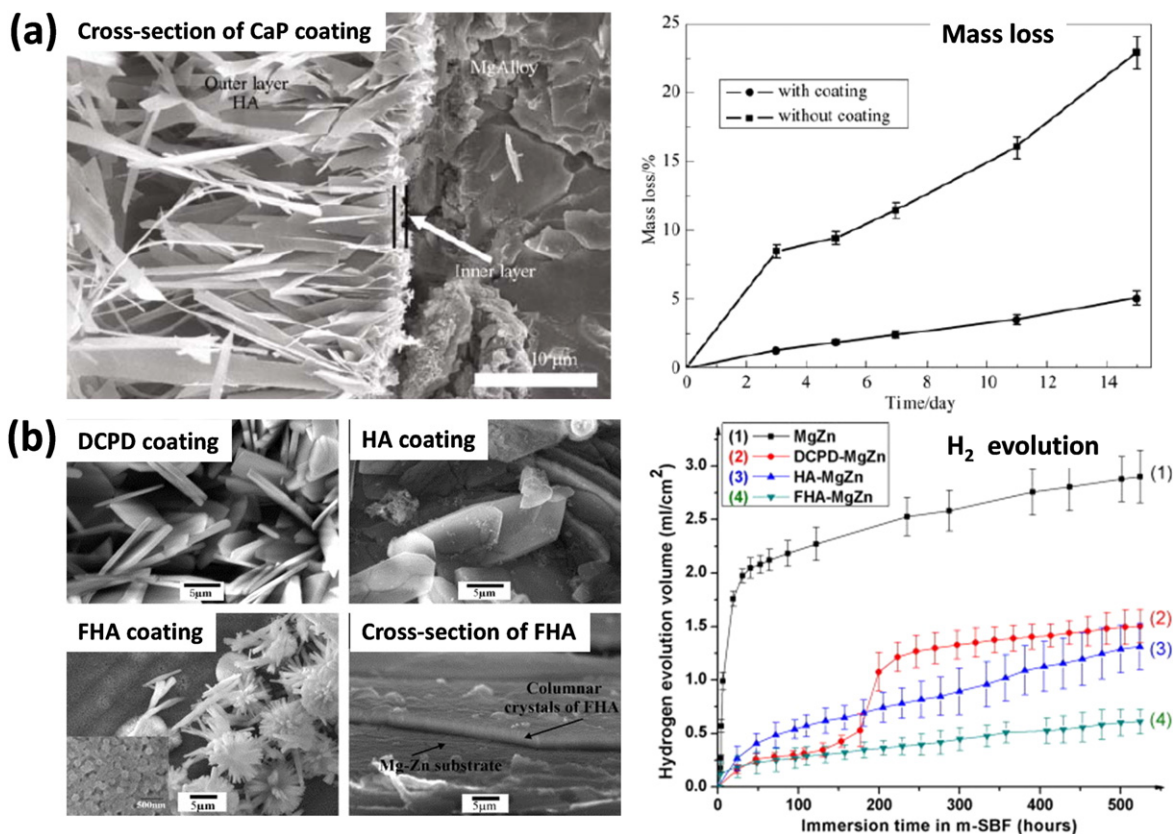 (a)
Cross-section of CaP coating
Outer layer
HA
MgAlloy
Inner layer
10 μm
Mass loss
with coating
without coating
Mass loss/%
25
20
15
10
5
0
0 2 4 6 8 10 12 14
Time/day
(b)
DCPD coating
5μm
HA coating
5μm
FHA coating
500nm
5μm
Cross-section of FHA
Columnar
crystals of FHA
Mg-Zn substrate
5μm
H2 evolution
(1) MgZn
(2) DCPD-MgZn
(3) HA-MgZn
(4) FHA-MgZn
Hydrogen evolution volume (ml/cm2)
3.0
2.5
2.0
1.5
1.0
0.5
0.0
(1)
(2)
(3)
(4)
0 100 200 300 400 500
Immersion time in m-SBF (hours)